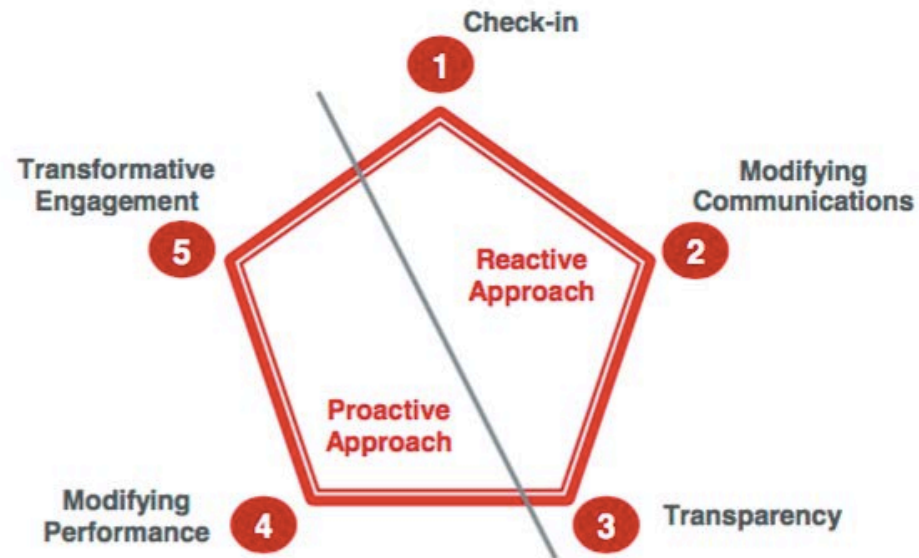 Check-in
1
Transformative
Engagement
5
Modifying
Communications
2
Reactive
Approach
Proactive
Approach
Modifying
Performance
4
3
Transparency